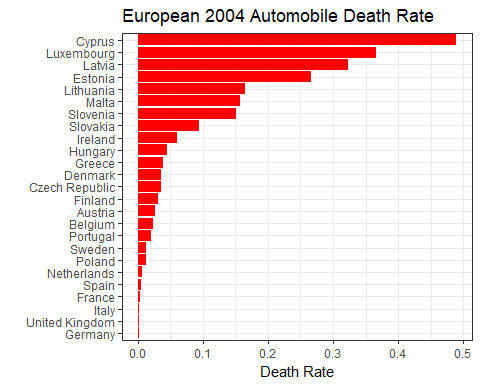 European 2004 Automobile Death Rate
Cyprus
Luxembourg
Latvia
Estonia
Lithuania
Malta
Slovenia
Slovakia
Ireland
Hungary
Greece
Denmark
Czech Republic
Finland
Austria
Belgium
Portugal
Sweden
Poland
Netherlands
Spain
France
Italy
United Kingdom
Germany
0.0 0.1 0.2 0.3 0.4 0.5
Death Rate